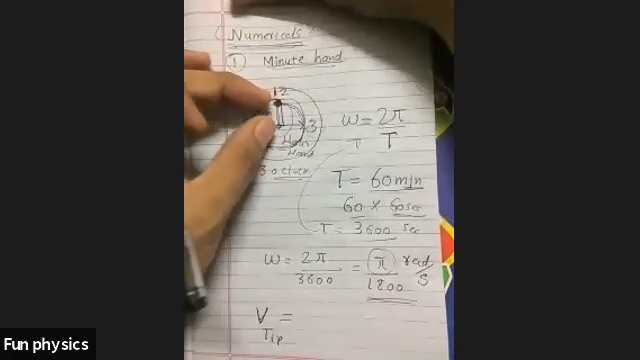 Numericals
① Minute hand
12
3
Hour
Hand
3 o clock
ω = 2π
T
T = 60 min
60 × 60 sec
T = 3600 sec
ω = 2π / 3600 = π / 1800 rad/s
V Tip =
Fun physics